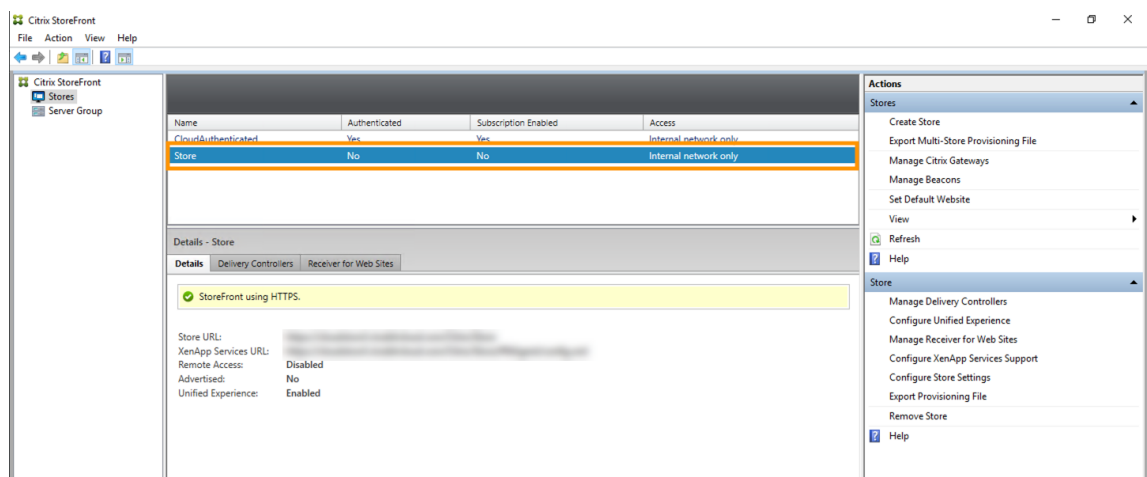 Citrix StoreFront
File Action View Help
Citrix StoreFront
Stores
Server Group
Name Authenticated Subscription Enabled Access
CloudAuthenticated Yes Yes Internal network only
Store No No Internal network only
Details - Store
Details Delivery Controllers Receiver for Web Sites
StoreFront using HTTPS.
Store URL:
XenApp Services URL:
Remote Access: Disabled
Advertised: No
Unified Experience: Enabled
Actions
Stores
Create Store
Export Multi-Store Provisioning File
Manage Citrix Gateways
Manage Beacons
Set Default Website
View
Refresh
Help
Store
Manage Delivery Controllers
Configure Unified Experience
Manage Receiver for Web Sites
Configure XenApp Services Support
Configure Store Settings
Export Provisioning File
Remove Store
Help